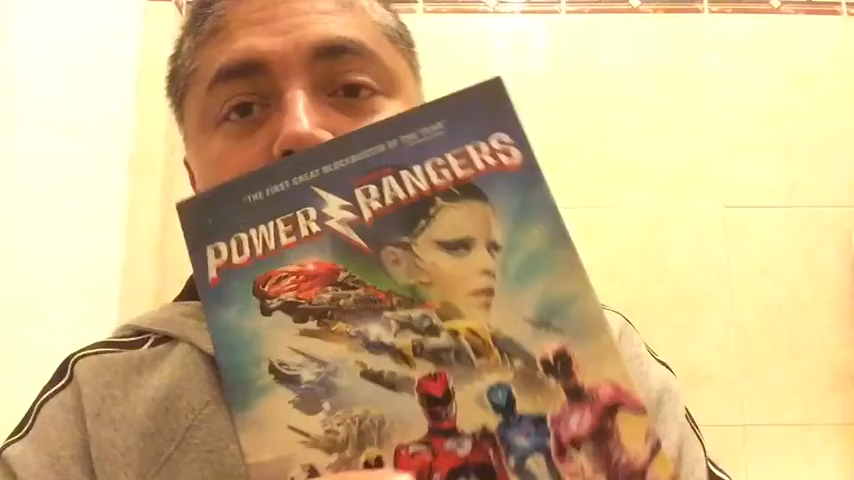 "THE FIRST GREAT BLOCKBUSTER OF THE YEAR"
POWER RANGERS